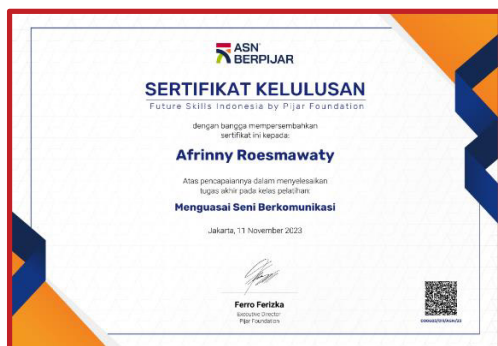 ASN
BERPIJAR
SERTIFIKAT KELULUSAN
Future Skills Indonesia by Pijar Foundation
dengan bangga mempersembahkan
sertifikat ini kepada:
Afrinny Roesmawaty
Atas pencapaiannya dalam menyelesaikan
tugas akhir pada kelas pelatihan:
Menguasai Seni Berkomunikasi
Jakarta, 11 November 2023
Ferro Ferizka
Executive Director
Pijar Foundation